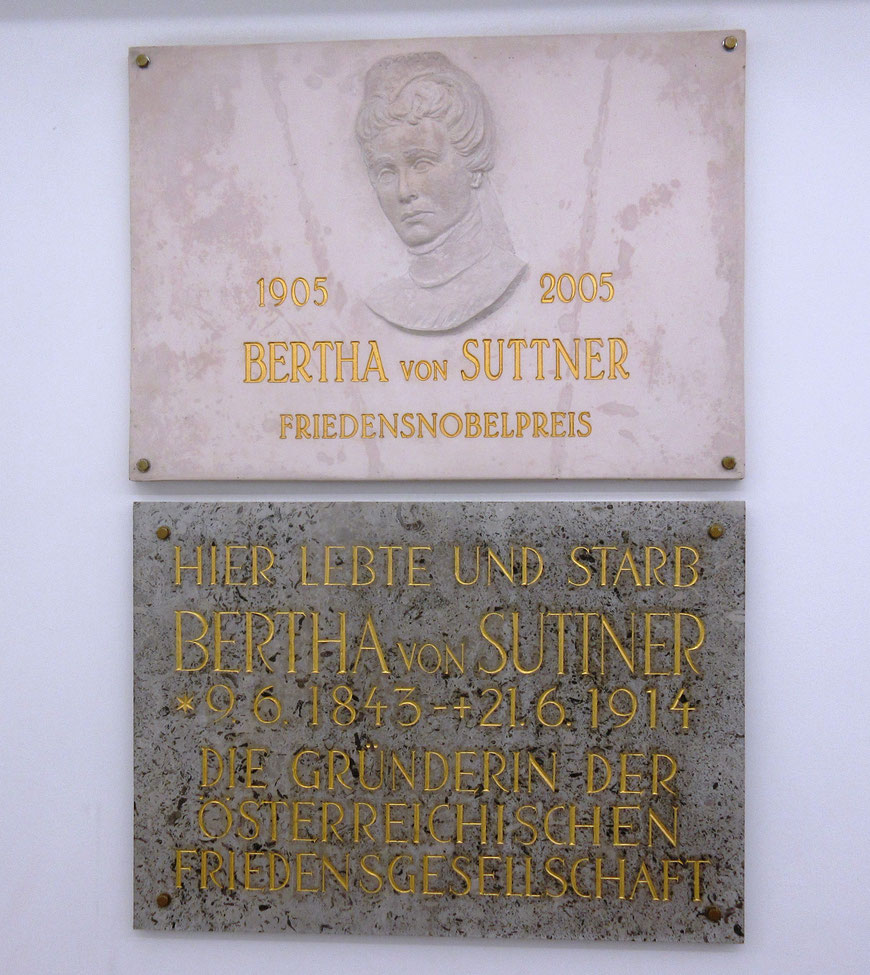 1905 2005
BERTHA VON SUTTNER
FRIEDENSNOBELPREIS
HIER LEBTE UND STARB
BERTHA VON SUTTNER
*9.6.1843-+21.6.1914
DIE GRÜNDERIN DER
ÖSTERREICHISCHEN
FRIEDENSGESELLSCHAFT